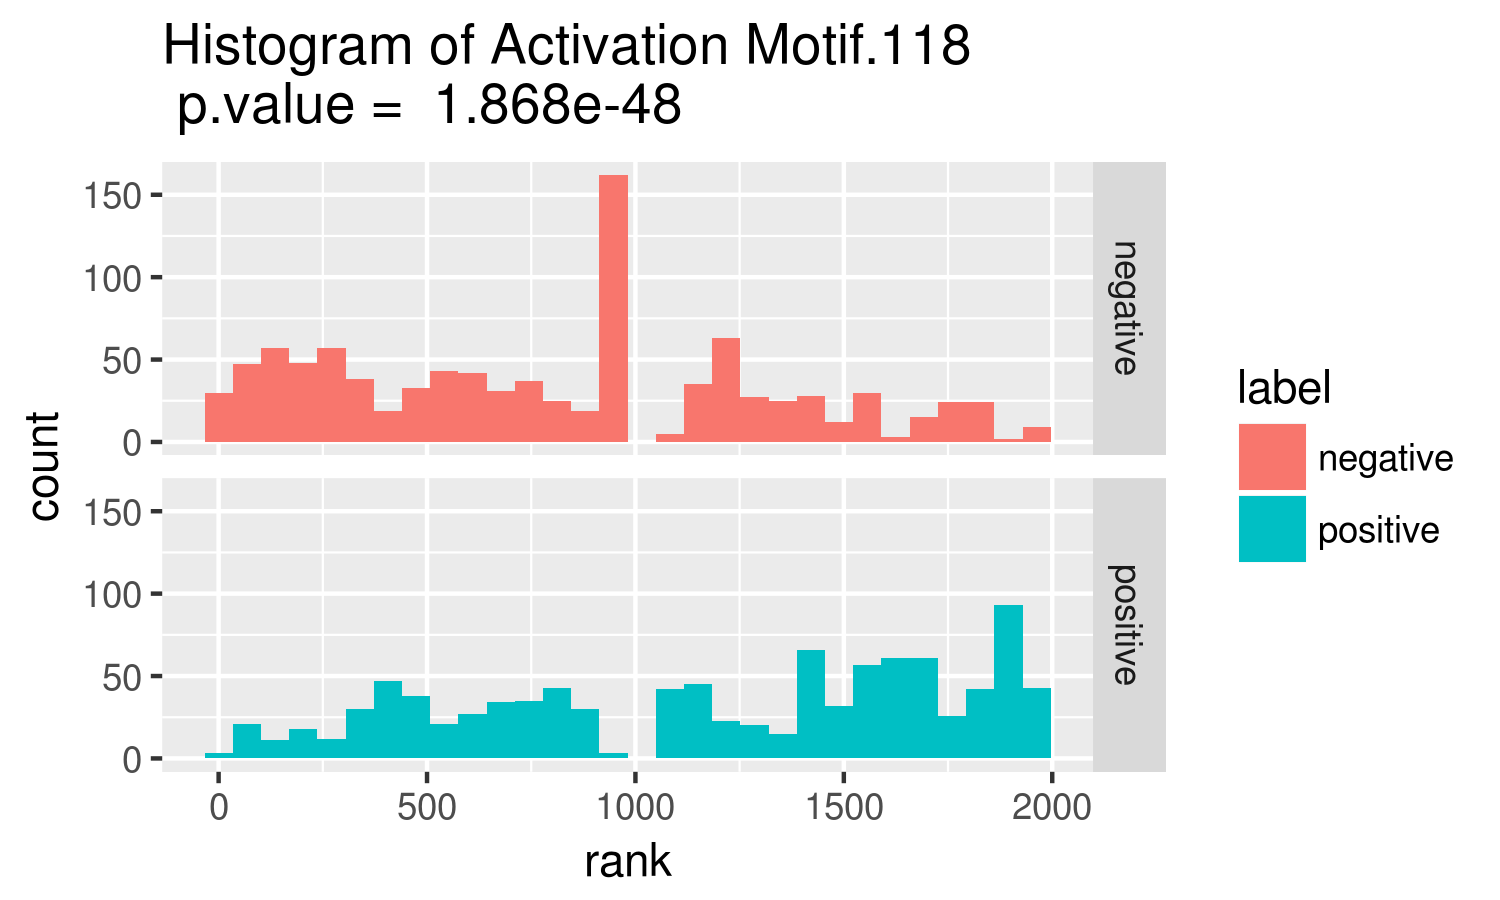 Histogram of Activation Motif.118
p.value =  1.868e-48
150
100
50
0
negative
150
100
50
0
positive
count
0 500 1000 1500 2000
rank
label
negative
positive